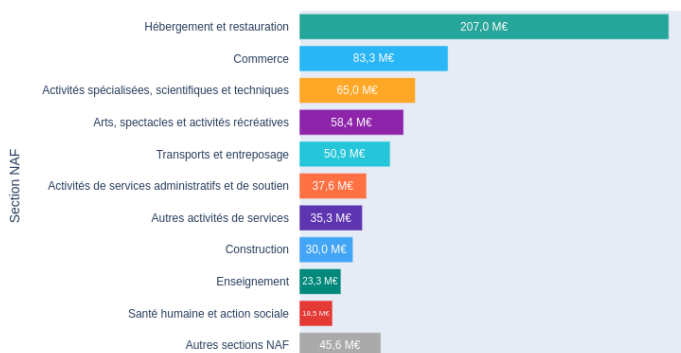 Section NAF
Hébergement et restauration 207,0 M€
Commerce 83,3 M€
Activités spécialisées, scientifiques et techniques 65,0 M€
Arts, spectacles et activités récréatives 58,4 M€
Transports et entreposage 50,9 M€
Activités de services administratifs et de soutien 37,6 M€
Autres activités de services 35,3 M€
Construction 30,0 M€
Enseignement 23,3 M€
Santé humaine et action sociale 18,5 M€
Autres sections NAF 45,6 M€